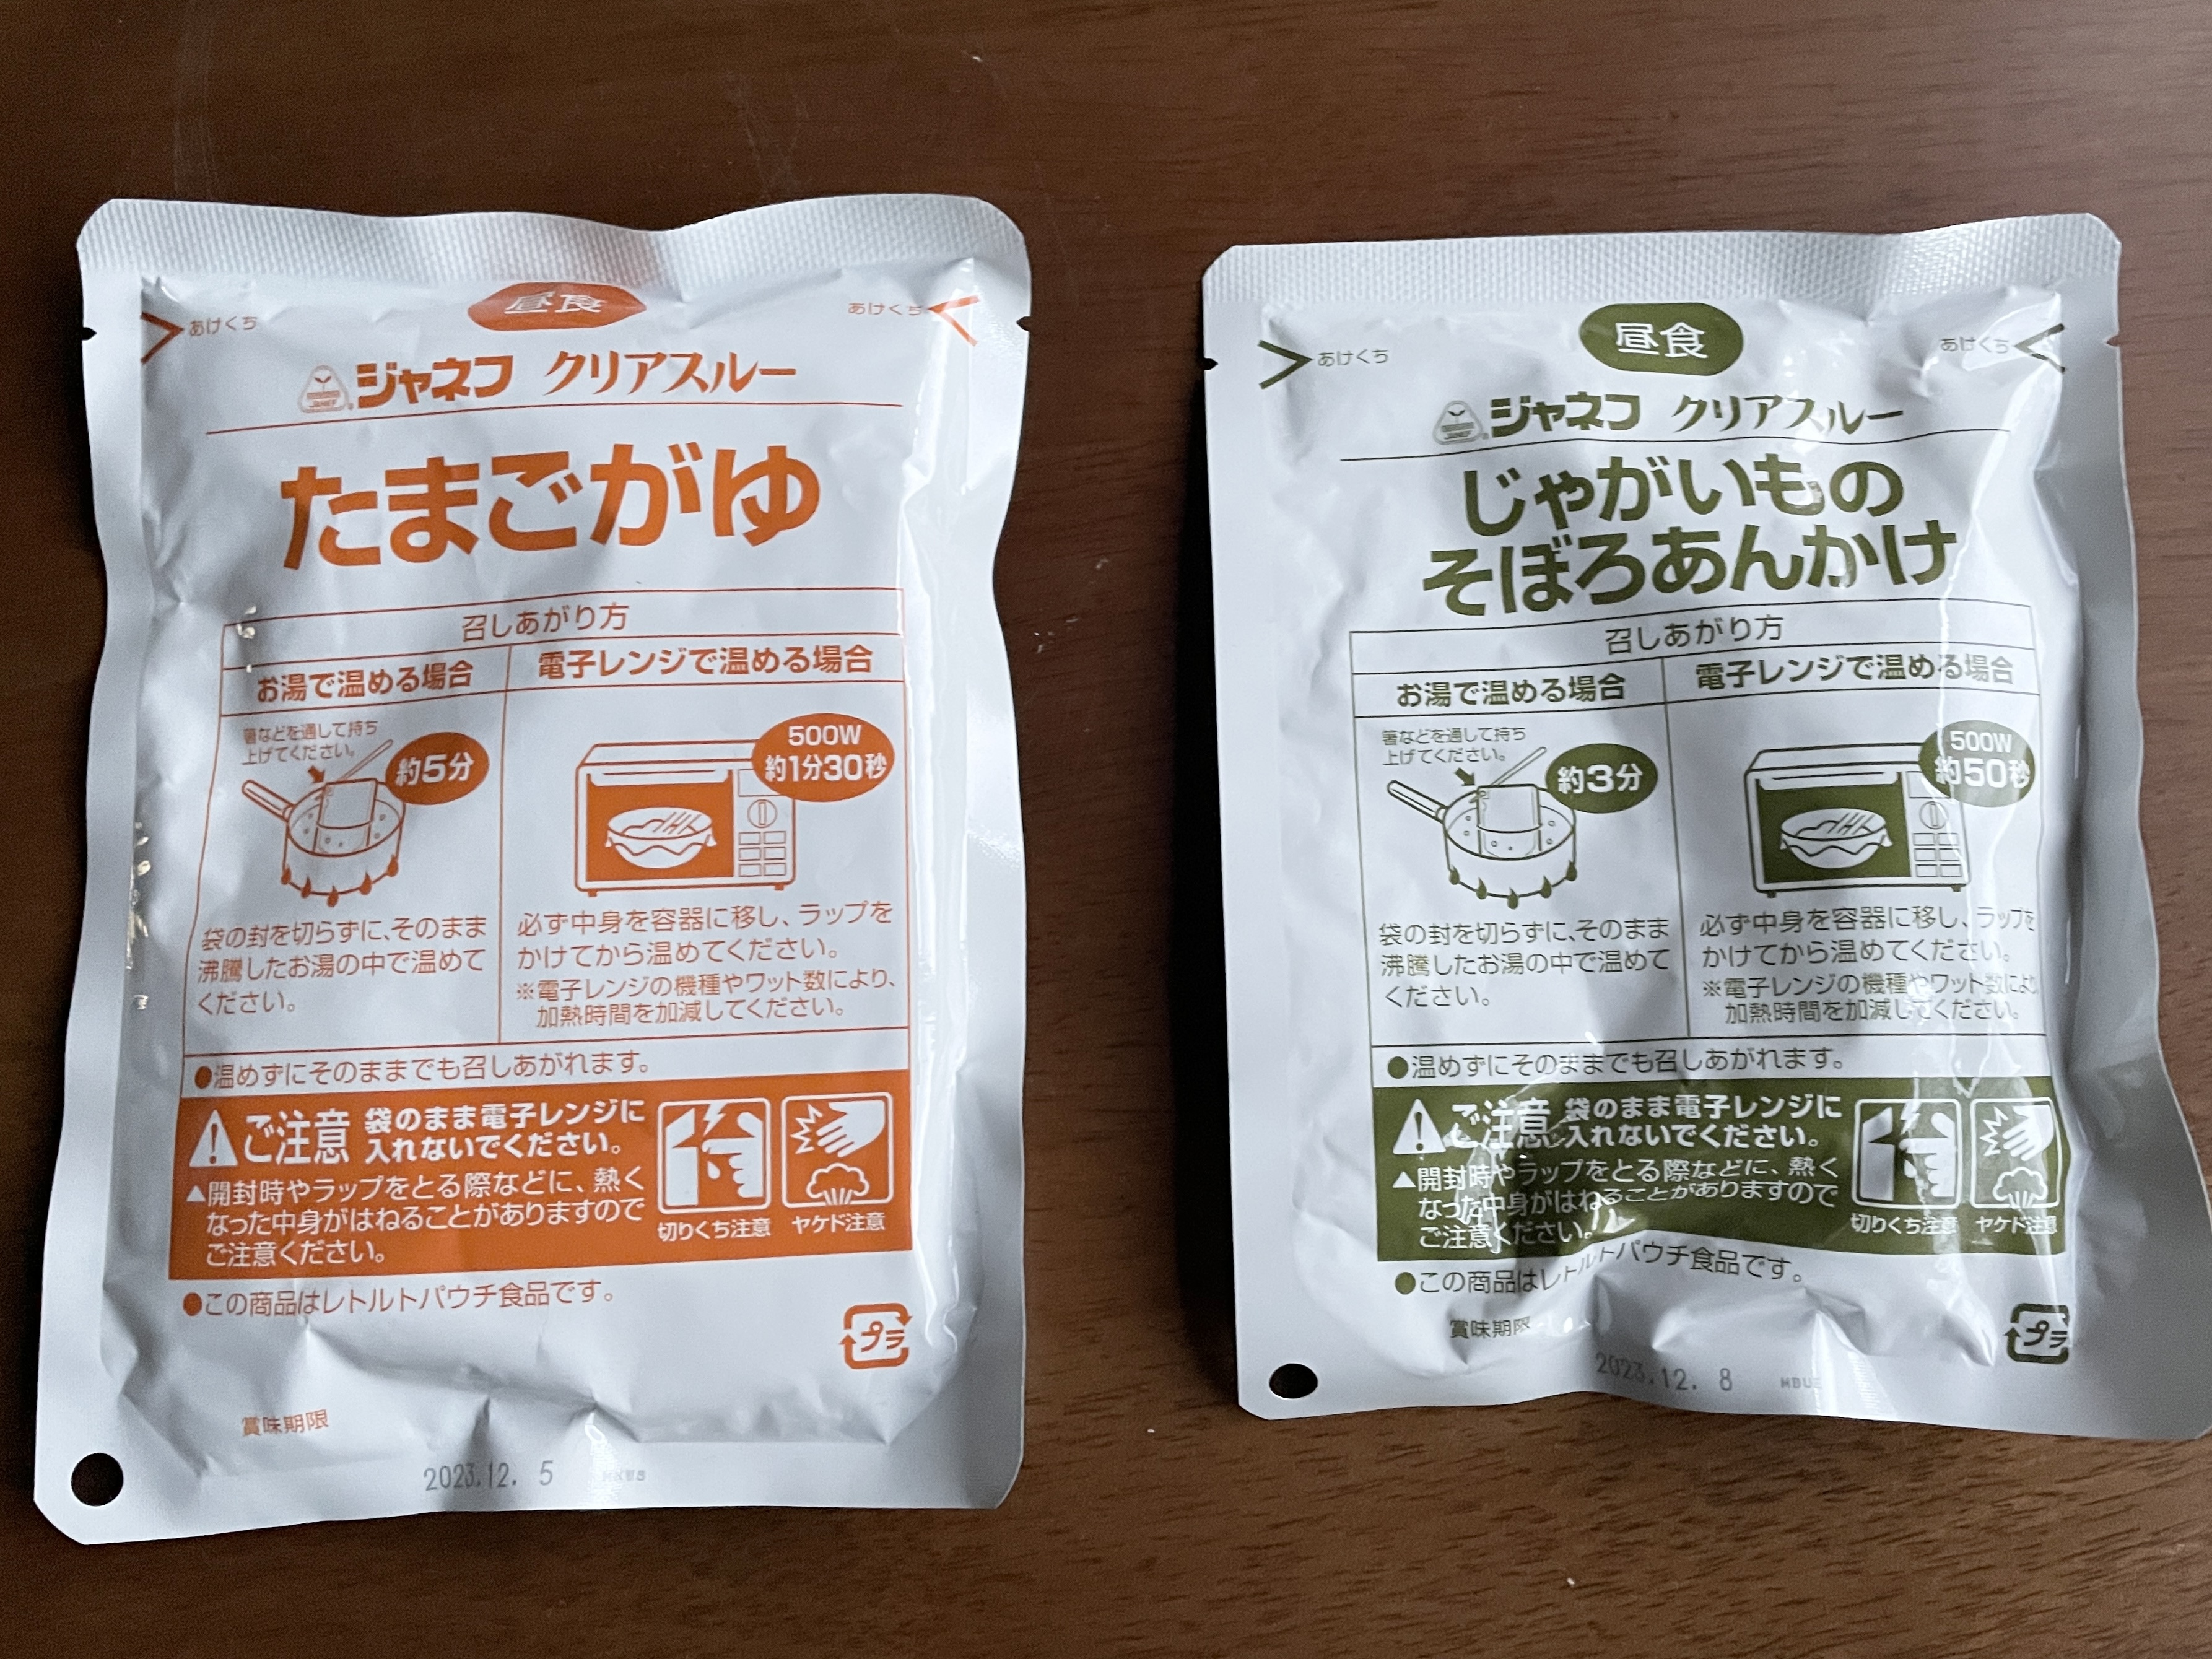 昼食
あけくち
あけくち
JANEF
ジャネフ クリアスルー
たまごがゆ
召しあがり方
お湯で温める場合
箸などを通して持ち
上げてください。
約5分
袋の封を切らずに、そのまま
沸騰したお湯の中で温めて
ください。
電子レンジで温める場合
500W
約1分30秒
必ず中身を容器に移し、ラップを
かけてから温めてください。
※電子レンジの機種やワット数により、
加熱時間を加減してください。
●温めずにそのままでも召しあがれます。
ご注意 袋のまま電子レンジに
入れないでください。
▲開封時やラップをとる際などに、熱く
なった中身がはねることがありますので
ご注意ください。
切りくち注意
ヤケド注意
●この商品はレトルトパウチ食品です。
プラ
賞味期限
2023.12. 5
昼食
あけくち
あけくち
JANEF
ジャネフ クリアスルー
じゃがいもの
そぼろあんかけ
召しあがり方
お湯で温める場合
箸などを通して持ち
上げてください。
約3分
袋の封を切らずに、そのまま
沸騰したお湯の中で温めて
ください。
電子レンジで温める場合
500W
約50秒
必ず中身を容器に移し、ラップを
かけてから温めてください。
※電子レンジの機種やワット数により
加熱時間を加減してください。
●温めずにそのままでも召しあがれます。
ご注意 袋のまま電子レンジに
入れないでください。
▲開封時やラップをとる際などに、熱く
なった中身がはねることがありますので
ご注意ください。
切りくち注意
ヤケド注意
●この商品はレトルトパウチ食品です。
プラ
賞味期限
2023.12. 8